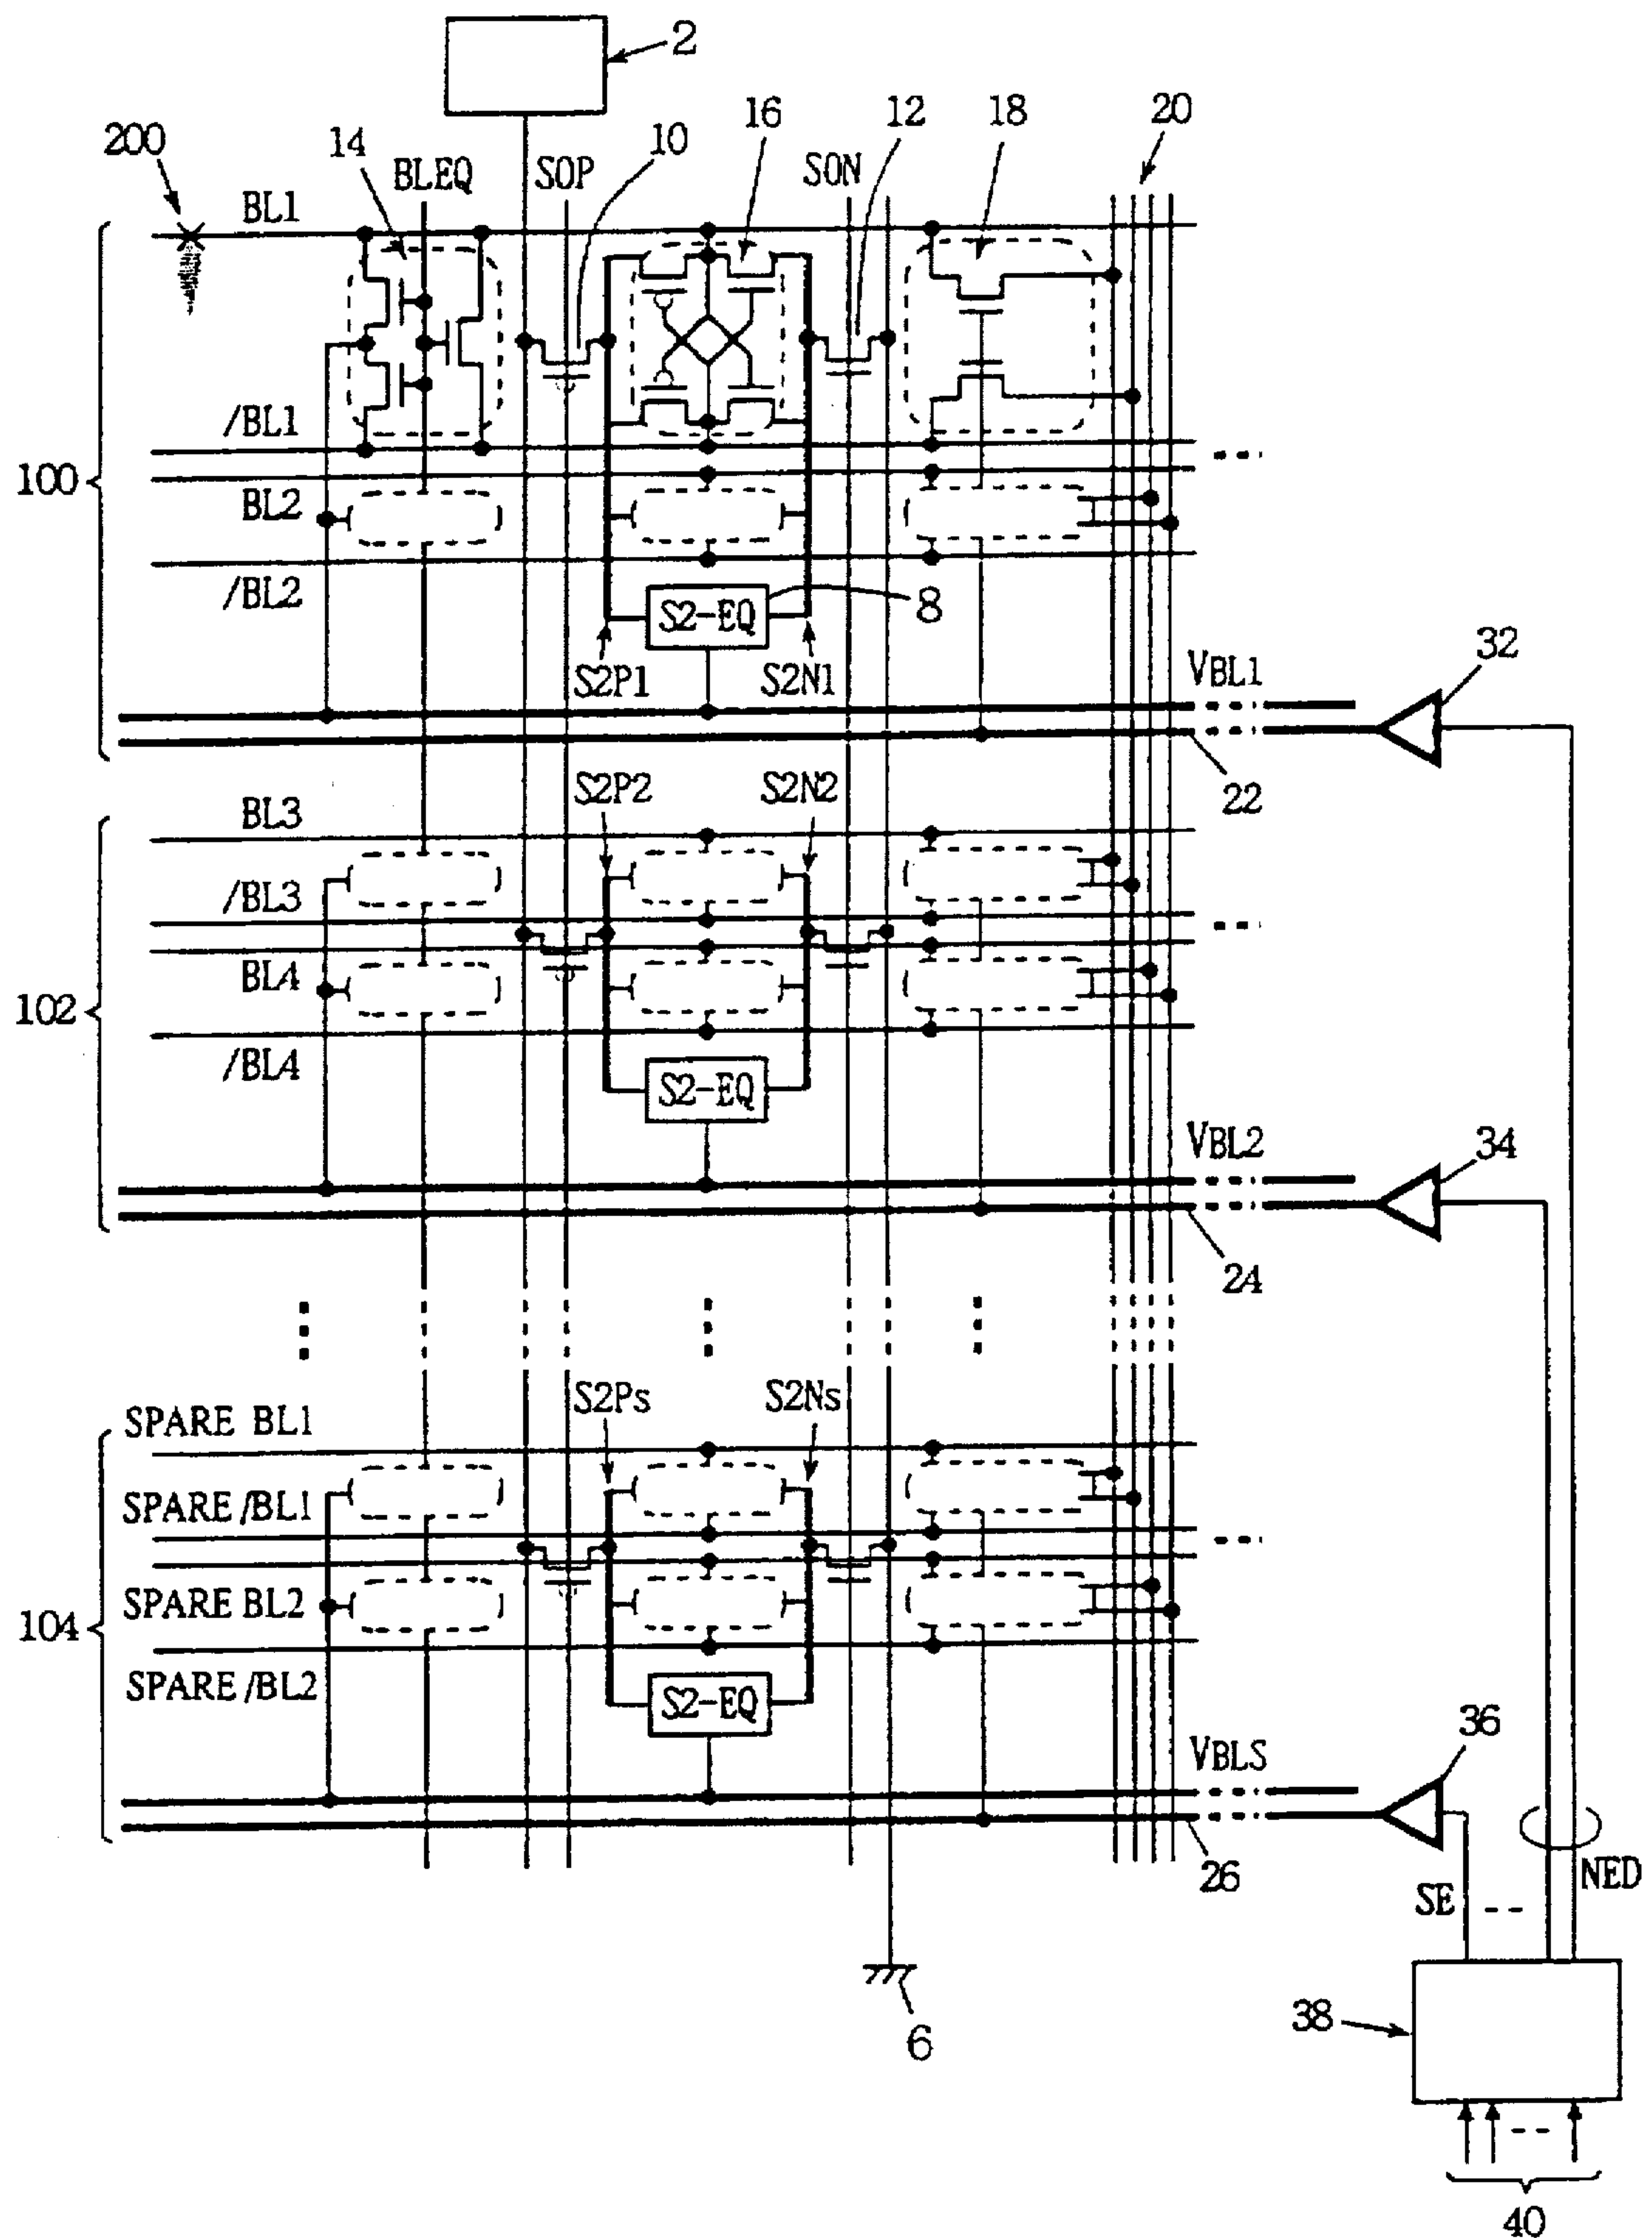 2
200
14
BLEQ
SOP
10
16
SON
12
18
20
BL1
/BL1
100
BL2
/BL2
S2-EQ
8
S2P1
S2N1
VBL1
32
22
S2P2
S2N2
BL3
/BL3
102
BL4
/BL4
S2-EQ
VBL2
34
24
S2Ps
S2Ns
SPARE BL1
SPARE /BL1
104
SPARE BL2
SPARE /BL2
S2-EQ
VBLS
36
26
SE
NED
6
38
40